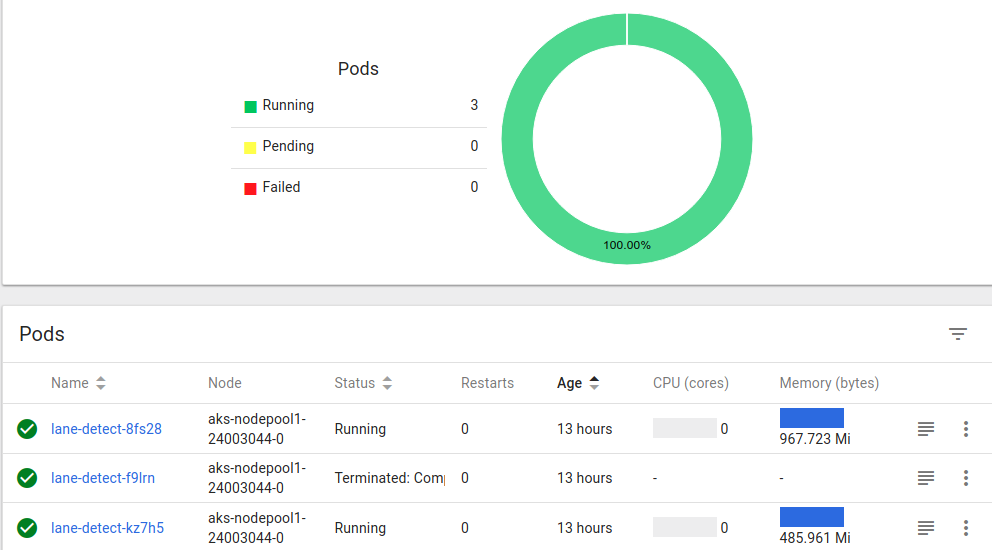 Pods
Running 3
Pending 0
Failed 0
100.00%
Pods
Name Node Status Restarts Age CPU (cores) Memory (bytes)
lane-detect-8fs28 aks-nodepool1- Running 0 13 hours 0
24003044-0 967.723 Mi
lane-detect-f9lrn aks-nodepool1- Terminated: Com 0 13 hours - -
24003044-0
lane-detect-kz7h5 aks-nodepool1- Running 0 13 hours 0
24003044-0 485.961 Mi